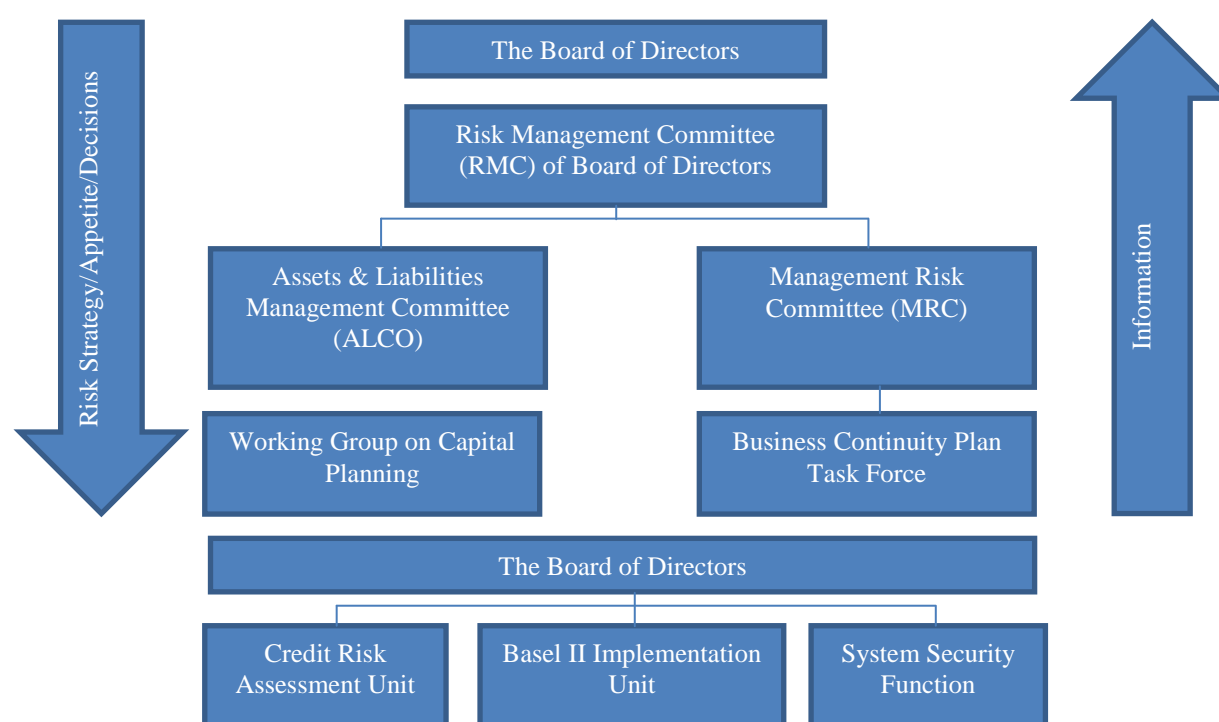 Risk Strategy/Appetite/Decisions
The Board of Directors
Risk Management Committee
(RMC) of Board of Directors
Assets & Liabilities
Management Committee
(ALCO)
Management Risk
Committee (MRC)
Information
Working Group on Capital
Planning
Business Continuity Plan
Task Force
The Board of Directors
Credit Risk
Assessment Unit
Basel II Implementation
Unit
System Security
Function